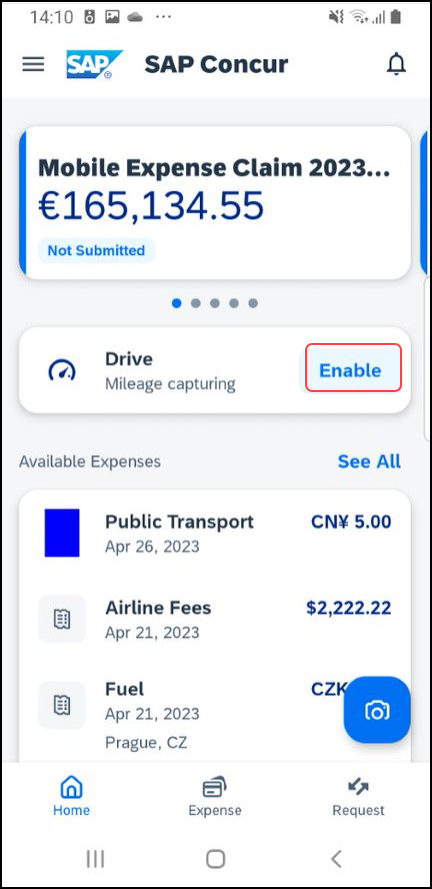 14:10
SAP SAP Concur
Mobile Expense Claim 2023...
€165,134.55
Not Submitted
Drive
Mileage capturing
Enable
Available Expenses
See All
Public Transport
CN¥ 5.00
Apr 26, 2023
Airline Fees
$2,222.22
Apr 21, 2023
Fuel
CZK
Apr 21, 2023
Prague, CZ
Home
Expense
Request